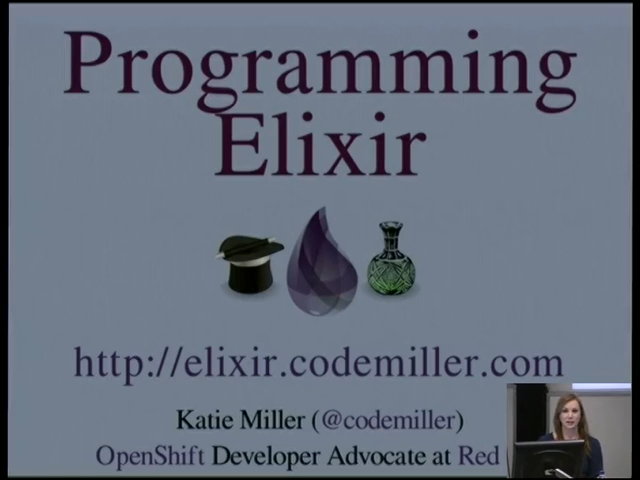 Programming
Elixir
http://elixir.codemiller.com
Katie Miller (@codemiller)
OpenShift Developer Advocate at Red